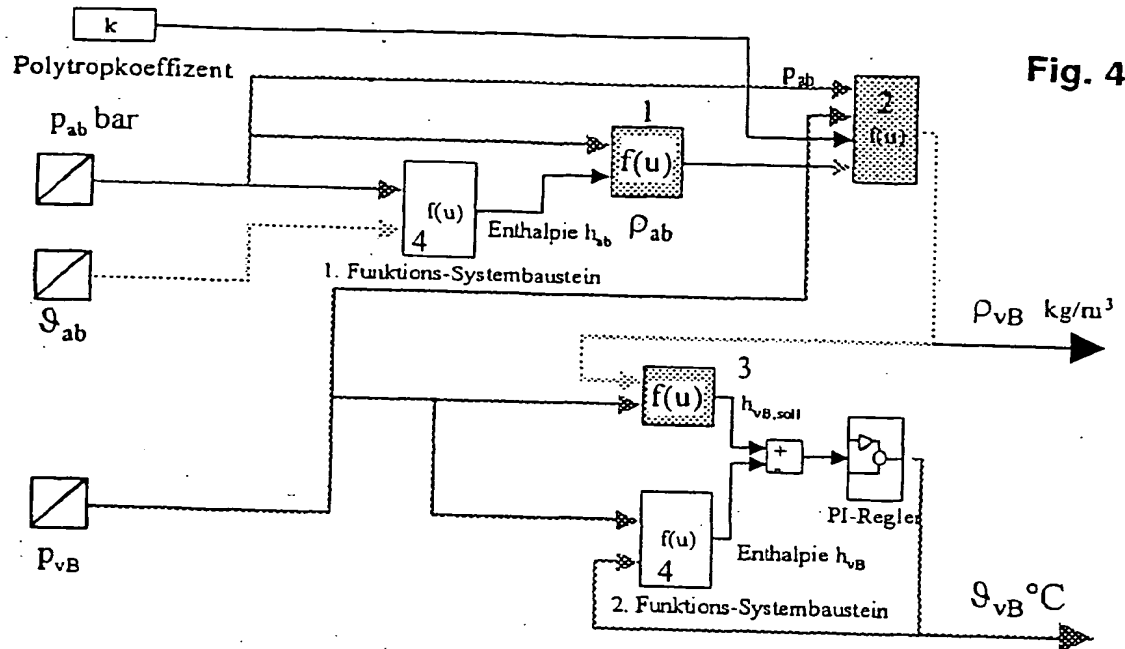 k
Polytropkoeffizent
Fig. 4
p_ab
p_ab bar
1
2
f(u)
f(u)
f(u)
4
Enthalpie h_ab
ρ_ab
1. Funktions-Systembaustein
ϑ_ab
ρ_vB kg/m³
3
f(u)
h_vB,soll
+
-
PI-Regler
p_vB
f(u)
4
Enthalpie h_vB
2. Funktions-Systembaustein
ϑ_vB °C